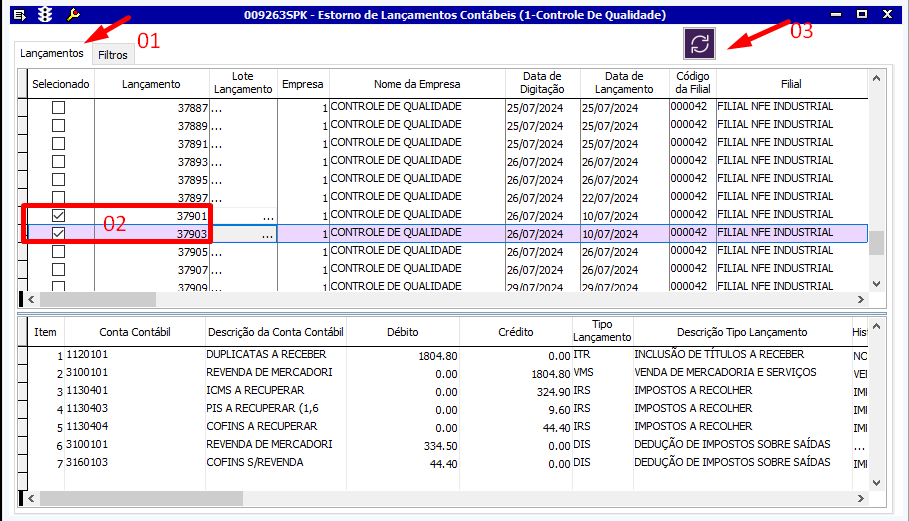 009263SPK - Estorno de Lançamentos Contábeis (1-Controle De Qualidade)
01
03
Lançamentos Filtros
Selecionado Lançamento Lote Lançamento Empresa Nome da Empresa Data de Digitação Data de Lançamento Código da Filial Filial
37887 ... 1 CONTROLE DE QUALIDADE 25/07/2024 25/07/2024 000042 FILIAL NFE INDUSTRIAL
37889 ... 1 CONTROLE DE QUALIDADE 25/07/2024 25/07/2024 000042 FILIAL NFE INDUSTRIAL
37891 ... 1 CONTROLE DE QUALIDADE 25/07/2024 25/07/2024 000042 FILIAL NFE INDUSTRIAL
37893 ... 1 CONTROLE DE QUALIDADE 26/07/2024 26/07/2024 000042 FILIAL NFE INDUSTRIAL
37895 ... 1 CONTROLE DE QUALIDADE 26/07/2024 26/07/2024 000042 FILIAL NFE INDUSTRIAL
37897 ... 1 CONTROLE DE QUALIDADE 26/07/2024 22/07/2024 000042 FILIAL NFE INDUSTRIAL
02
37901 ... 1 CONTROLE DE QUALIDADE 26/07/2024 10/07/2024 000042 FILIAL NFE INDUSTRIAL
37903 ... 1 CONTROLE DE QUALIDADE 26/07/2024 10/07/2024 000042 FILIAL NFE INDUSTRIAL
37905 ... 1 CONTROLE DE QUALIDADE 26/07/2024 26/07/2024 000042 FILIAL NFE INDUSTRIAL
37907 ... 1 CONTROLE DE QUALIDADE 26/07/2024 26/07/2024 000042 FILIAL NFE INDUSTRIAL
37909 ... 1 CONTROLE DE QUALIDADE 29/07/2024 29/07/2024 000042 FILIAL NFE INDUSTRIAL
Item Conta Contábil Descrição da Conta Contábil Débito Crédito Tipo Lançamento Descrição Tipo Lançamento Hist
1 1120101 DUPLICATAS A RECEBER 1804.80 0.00 ITR INCLUSÃO DE TÍTULOS A RECEBER NO
2 3100101 REVENDA DE MERCADORI 0.00 1804.80 VMS VENDA DE MERCADORIA E SERVIÇOS VEN
3 1130401 ICMS A RECUPERAR 0.00 324.90 IRS IMPOSTOS A RECOLHER IMI
4 1130403 PIS A RECUPERAR (1,6 0.00 9.60 IRS IMPOSTOS A RECOLHER IMI
5 1130404 COFINS A RECUPERAR 0.00 44.40 IRS IMPOSTOS A RECOLHER IMI
6 3100101 REVENDA DE MERCADORI 334.50 0.00 DIS DEDUÇÃO DE IMPOSTOS SOBRE SAÍDAS ...
7 3160103 COFINS S/REVENDA 44.40 0.00 DIS DEDUÇÃO DE IMPOSTOS SOBRE SAÍDAS IMI